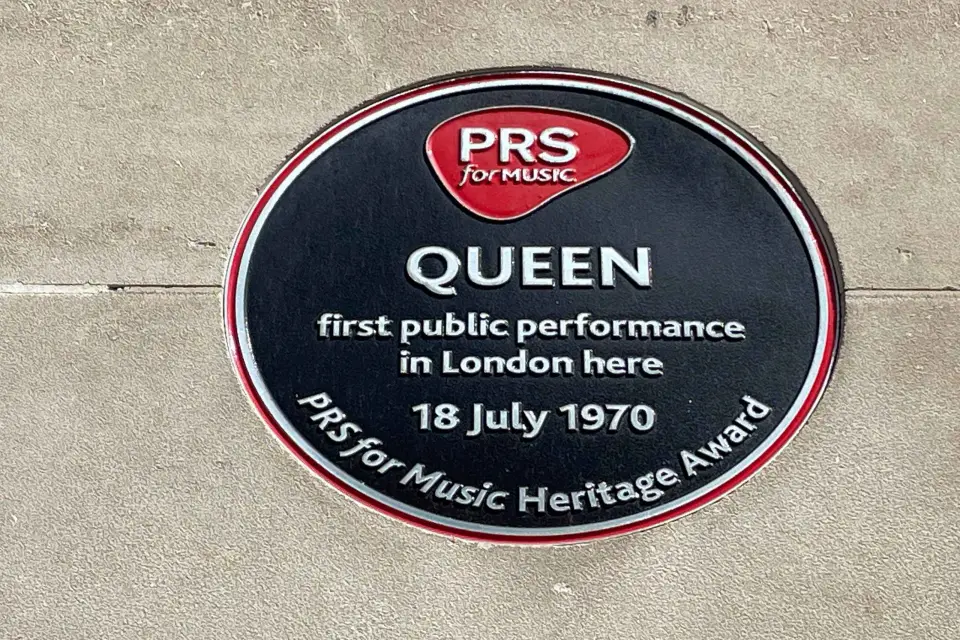 PRS
for MUSIC
QUEEN
first public performance
in London here
18 July 1970
PRS for Music Heritage Award